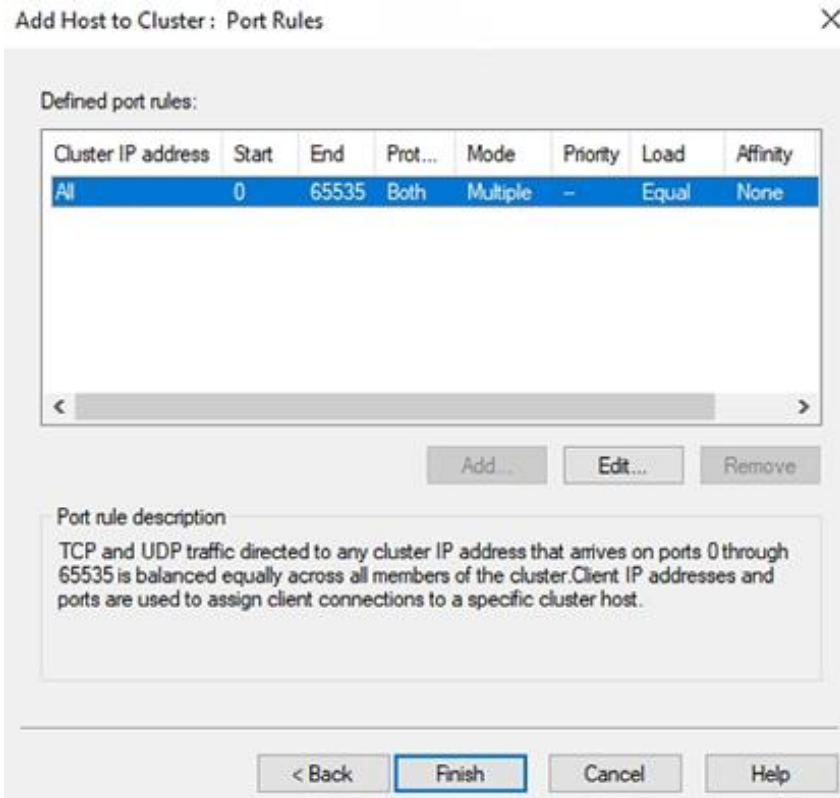 Add Host to Cluster : Port Rules
Defined port rules:
Cluster IP address Start End Prot... Mode Priority Load Affinity
All 0 65535 Both Multiple -- Equal None
Add... Edit... Remove
Port rule description
TCP and UDP traffic directed to any cluster IP address that arrives on ports 0 through
65535 is balanced equally across all members of the cluster.Client IP addresses and
ports are used to assign client connections to a specific cluster host.
< Back Finish Cancel Help